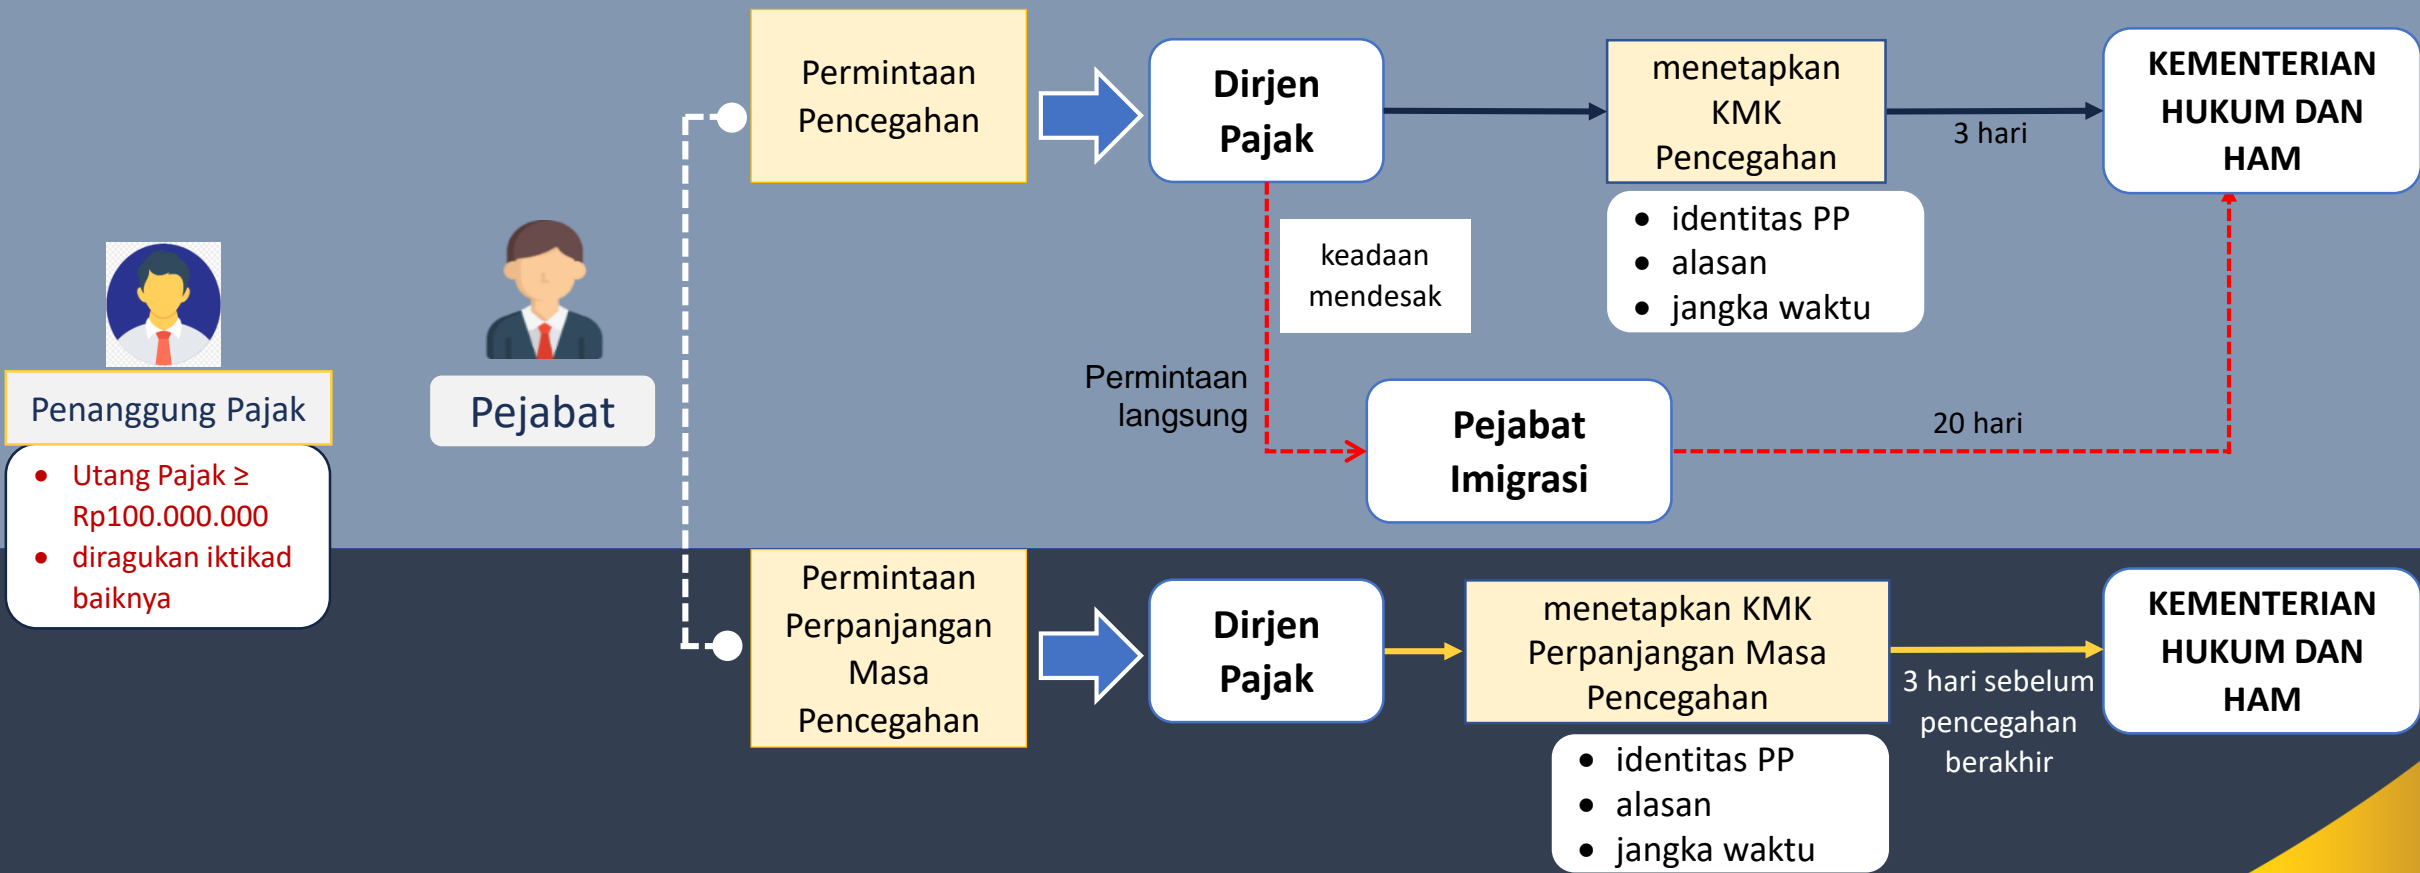 Penanggung Pajak
• Utang Pajak ≥
Rp100.000.000
• diragukan iktikad
baiknya
Pejabat
Permintaan
Pencegahan
Dirjen
Pajak
menetapkan
KMK
Pencegahan
• identitas PP
• alasan
• jangka waktu
3 hari
KEMENTERIAN
HUKUM DAN
HAM
keadaan
mendesak
Permintaan
langsung
Pejabat
Imigrasi
20 hari
Permintaan
Perpanjangan
Masa
Pencegahan
Dirjen
Pajak
menetapkan KMK
Perpanjangan Masa
Pencegahan
• identitas PP
• alasan
• jangka waktu
3 hari sebelum
pencegahan
berakhir
KEMENTERIAN
HUKUM DAN
HAM